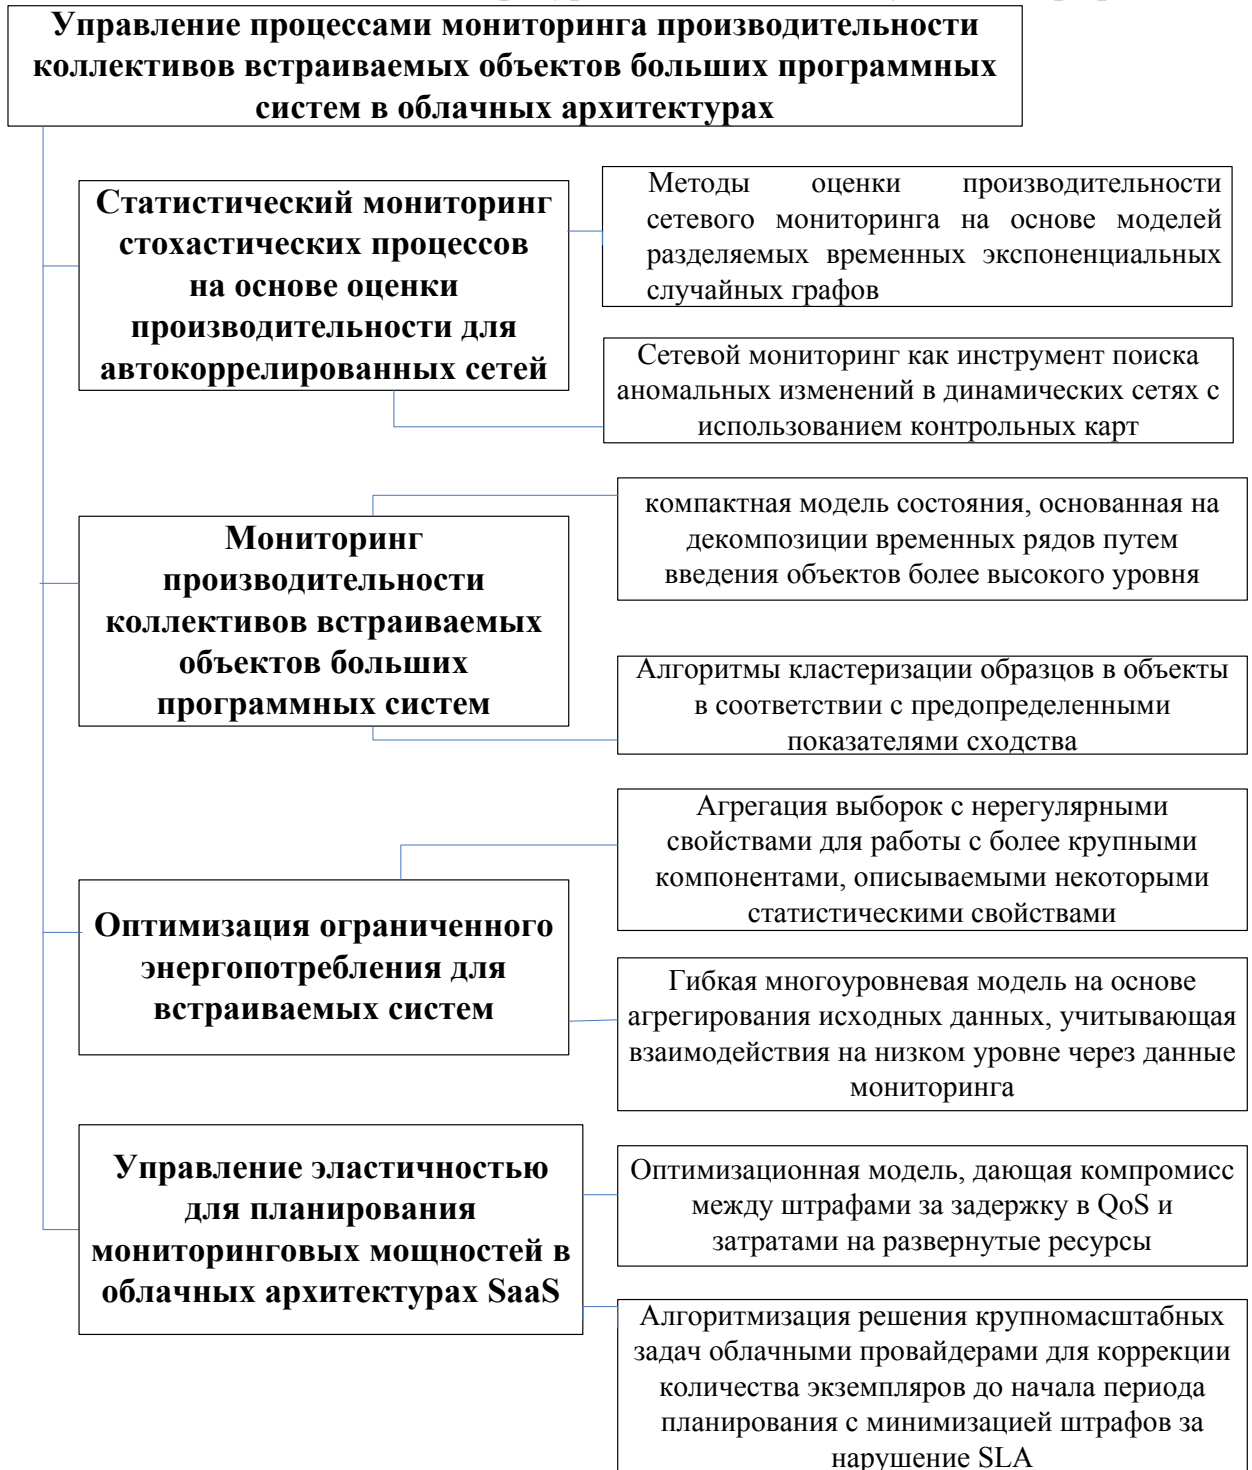 Управление процессами мониторинга производительности
коллективов встраиваемых объектов больших программных
систем в облачных архитектурах
Статистический мониторинг
стохастических процессов
на основе оценки
производительности для
автокоррелированных сетей
Методы оценки производительности
сетевого мониторинга на основе моделей
разделяемых временных экспоненциальных
случайных графов
Сетевой мониторинг как инструмент поиска
аномальных изменений в динамических сетях с
использованием контрольных карт
Мониторинг
производительности
коллективов встраиваемых
объектов больших
программных систем
компактная модель состояния, основанная на
декомпозиции временных рядов путем
введения объектов более высокого уровня
Алгоритмы кластеризации образцов в объекты
в соответствии с предопределенными
показателями сходства
Оптимизация ограниченного
энергопотребления для
встраиваемых систем
Агрегация выборок с нерегулярными
свойствами для работы с более крупными
компонентами, описываемыми некоторыми
статистическими свойствами
Гибкая многоуровневая модель на основе
агрегирования исходных данных, учитывающая
взаимодействия на низком уровне через данные
мониторинга
Управление эластичностью
для планирования
мониторинговых мощностей в
облачных архитектурах SaaS
Оптимизационная модель, дающая компромисс
между штрафами за задержку в QoS и
затратами на развернутые ресурсы
Алгоритмизация решения крупномасштабных
задач облачными провайдерами для коррекции
количества экземпляров до начала периода
планирования с минимизацией штрафов за
нарушение SLA